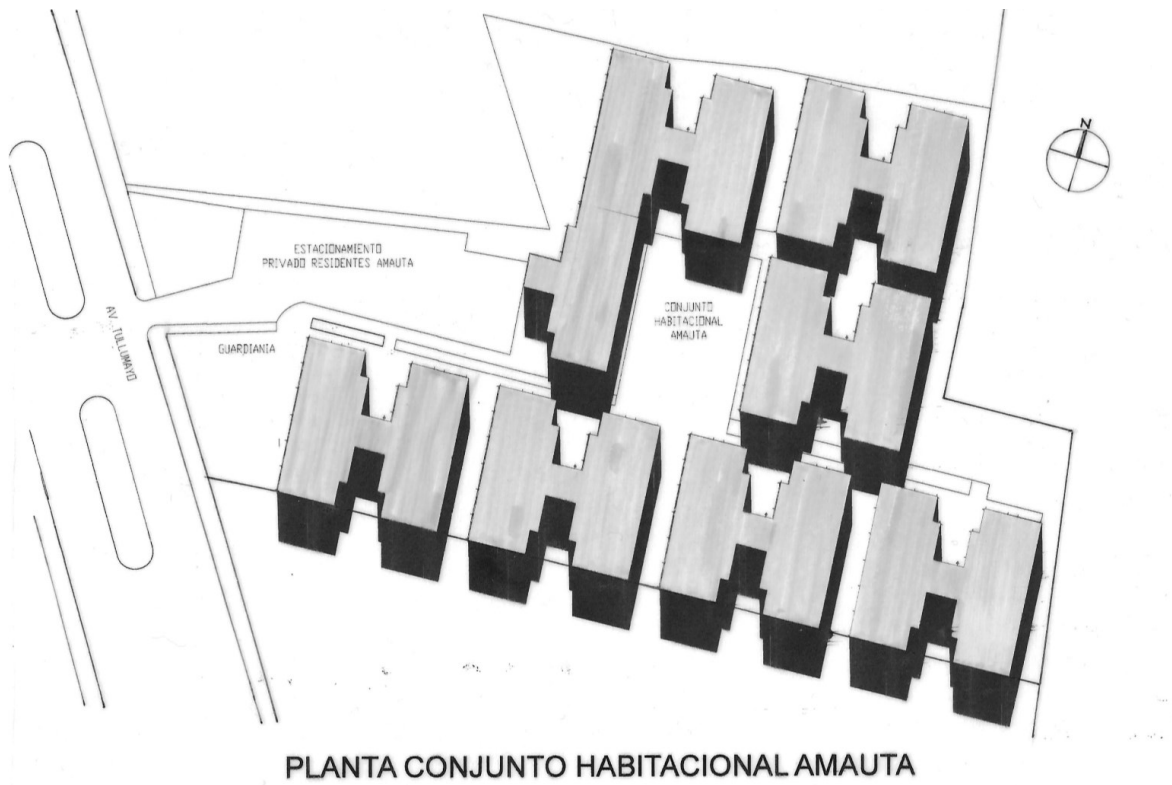 N
ESTACIONAMIENTO
PRIVADO RESIDENTES AMAUTA
CONJUNTO
HABITACIONAL
AMAUTA
AV. TULLUMAYO
GUARDIANIA
PLANTA CONJUNTO HABITACIONAL AMAUTA